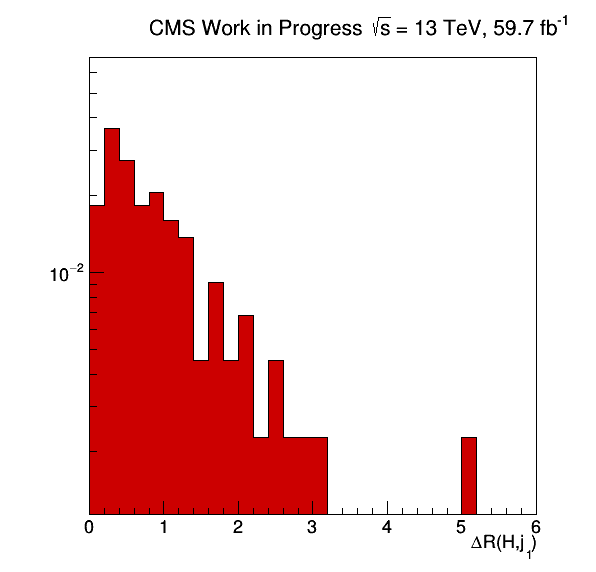 CMS Work in Progress √s = 13 TeV, 59.7 fb⁻¹
10⁻²
0 1 2 3 4 5 6
ΔR(H,j₁)